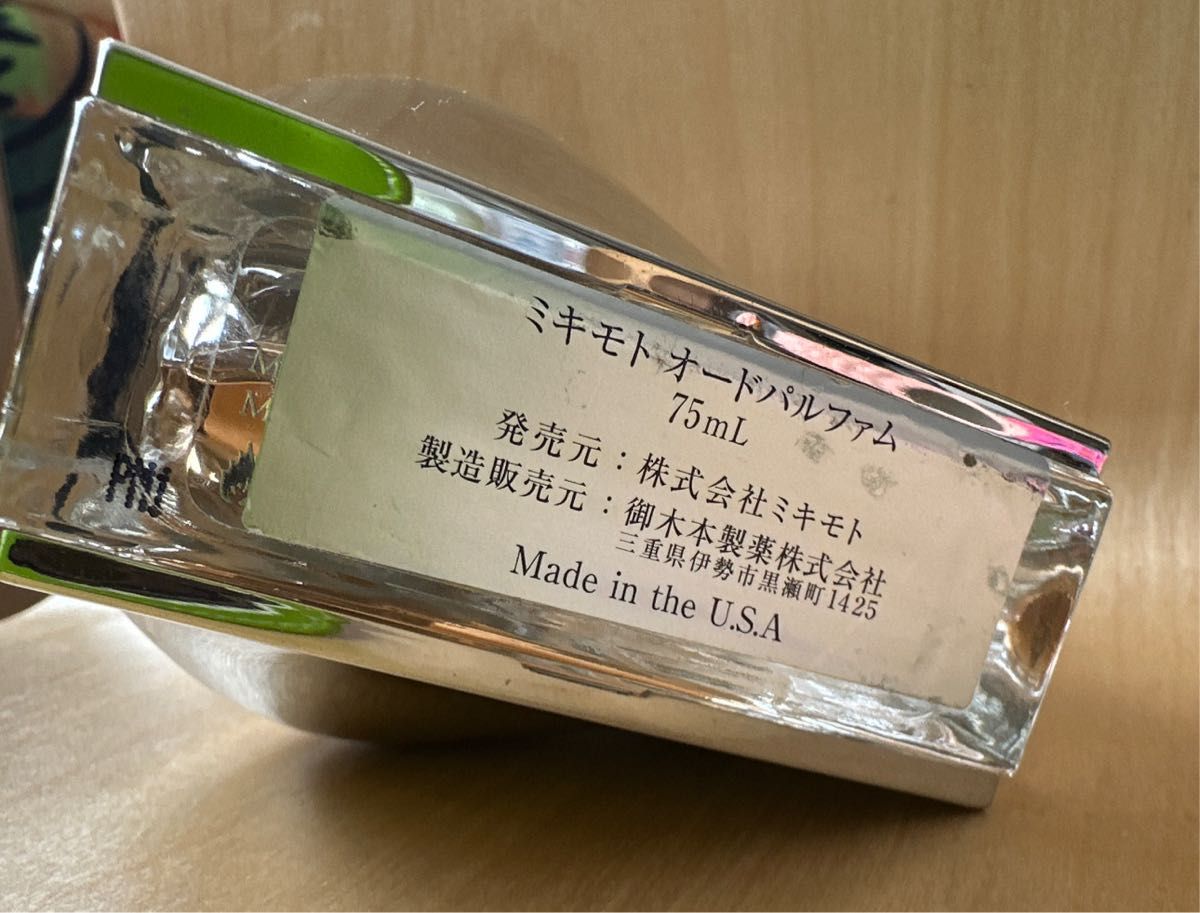 ミキモト オードパルファム
75mL
発売元：株式会社ミキモト
製造販売元：御木本製薬株式会社
三重県伊勢市黒瀬町1425
Made in the U.S.A